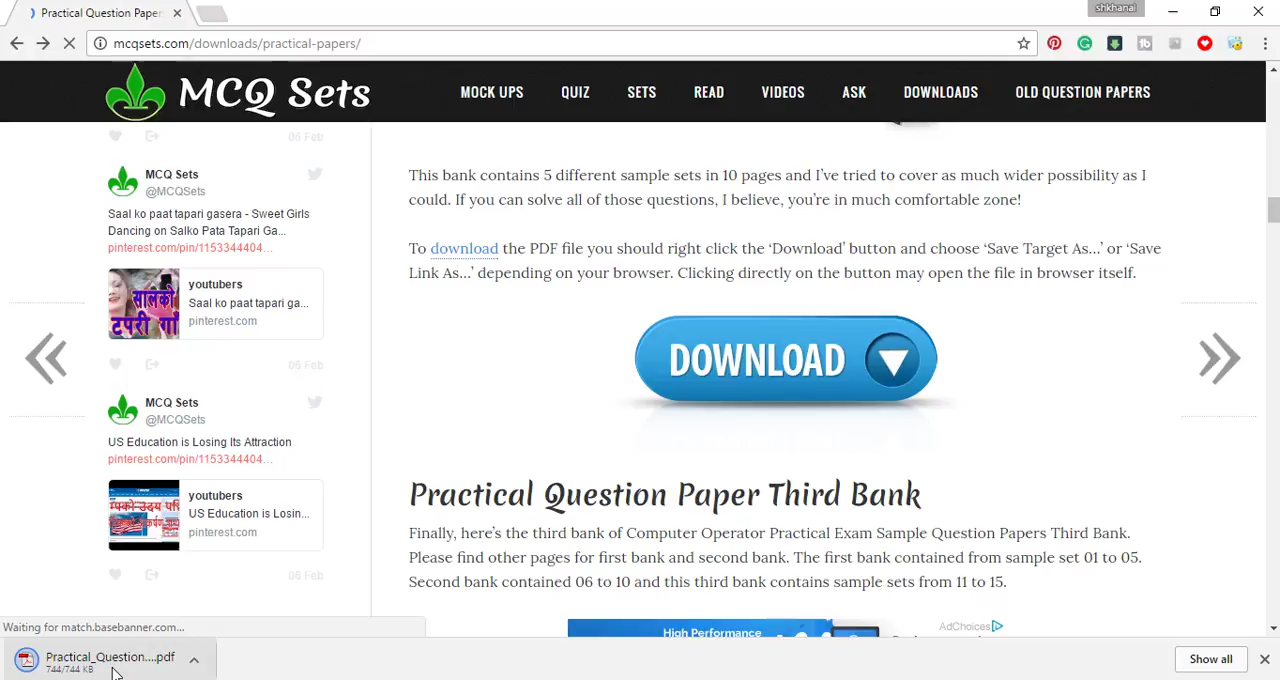 Practical Question Paper
shkhanal
mcqsets.com/downloads/practical-papers/
MCQ Sets
MOCK UPS QUIZ SETS READ VIDEOS ASK DOWNLOADS OLD QUESTION PAPERS
06 Feb
MCQ Sets
@MCQSets
Saal ko paat tapari gasera - Sweet Girls
Dancing on Salko Pata Tapari Ga...
pinterest.com/pin/1153344404...
सालको
टपरी गाँ
youtubers
Saal ko paat tapari ga...
pinterest.com
06 Feb
MCQ Sets
@MCQSets
US Education is Losing Its Attraction
pinterest.com/pin/1153344404...
youtubers
US Education is Losin...
pinterest.com
06 Feb
This bank contains 5 different sample sets in 10 pages and I've tried to cover as much wider possibility as I
could. If you can solve all of those questions, I believe, you're in much comfortable zone!
To download the PDF file you should right click the ‘Download’ button and choose ‘Save Target As…’ or ‘Save
Link As…’ depending on your browser. Clicking directly on the button may open the file in browser itself.
DOWNLOAD
Practical Question Paper Third Bank
Finally, here's the third bank of Computer Operator Practical Exam Sample Question Papers Third Bank.
Please find other pages for first bank and second bank. The first bank contained from sample set 01 to 05.
Second bank contained 06 to 10 and this third bank contains sample sets from 11 to 15.
AdChoices
High Performance
Waiting for match.basebanner.com...
Practical_Question....pdf
744/744 KB
Show all